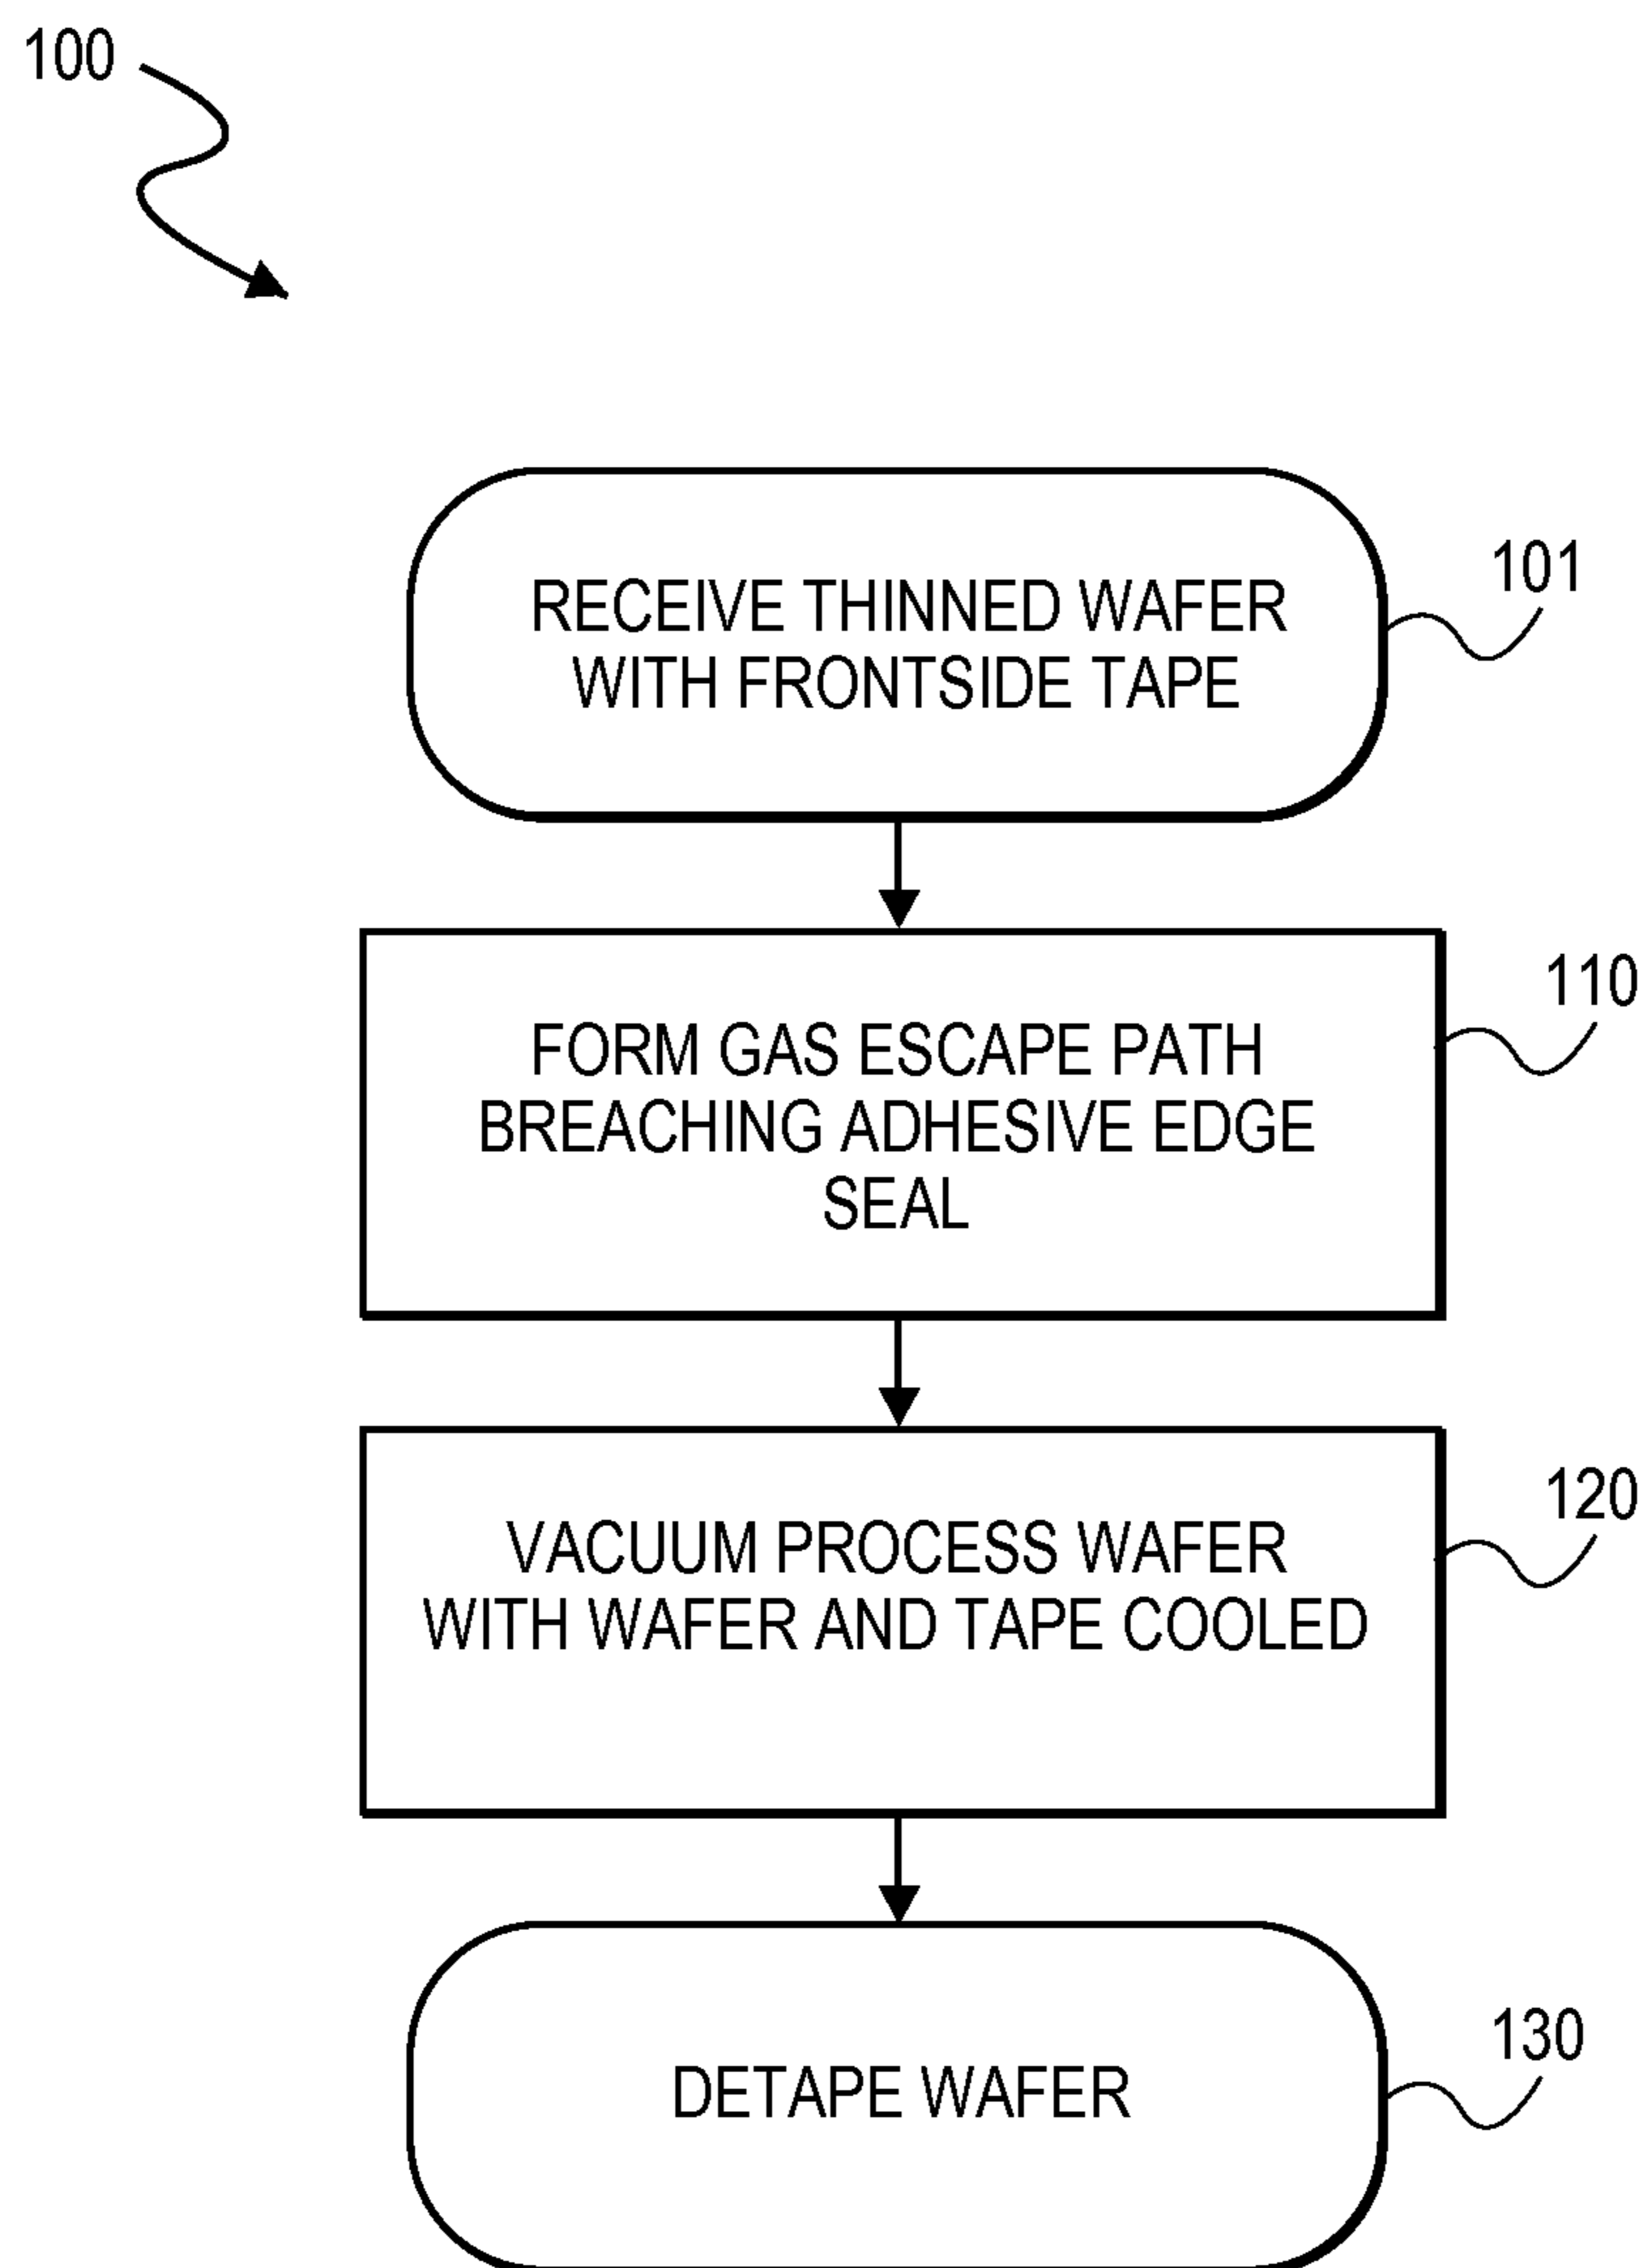 100
RECEIVE THINNED WAFER
WITH FRONTSIDE TAPE
101
FORM GAS ESCAPE PATH
BREACHING ADHESIVE EDGE
SEAL
110
VACUUM PROCESS WAFER
WITH WAFER AND TAPE COOLED
120
DETAPE WAFER
130